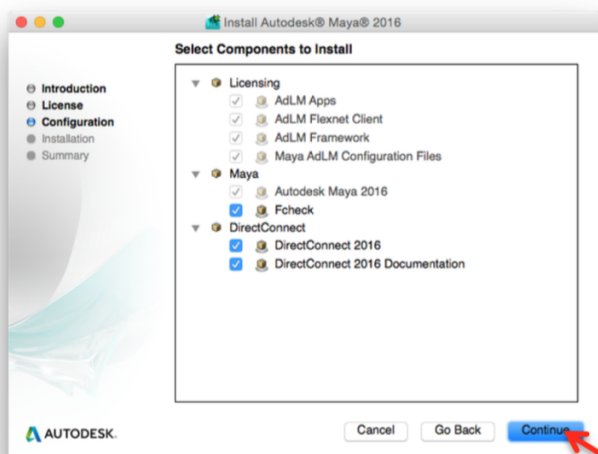 Install Autodesk® Maya® 2016
Select Components to Install
Introduction
License
Configuration
Installation
Summary
Licensing
AdLM Apps
AdLM Flexnet Client
AdLM Framework
Maya AdLM Configuration Files
Maya
Autodesk Maya 2016
Fcheck
DirectConnect
DirectConnect 2016
DirectConnect 2016 Documentation
AUTODESK.
Cancel
Go Back
Continue